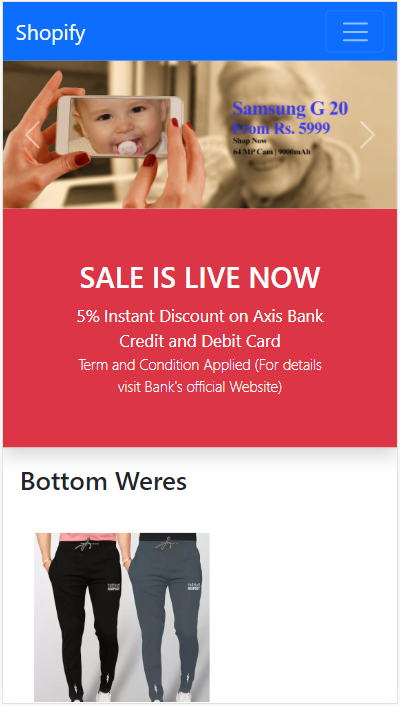 Shopify
Samsung G 20
From Rs. 5999
Shop Now
64 MP Cam | 9000mAh
SALE IS LIVE NOW
5% Instant Discount on Axis Bank
Credit and Debit Card
Term and Condition Applied (For details
visit Bank's official Website)
Bottom Weres